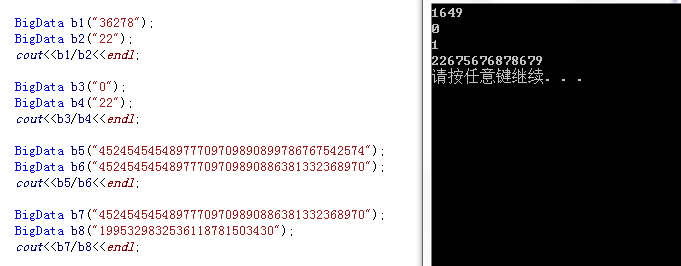 BigData b1("36278");
BigData b2("22");
cout<<b1/b2<<endl;
BigData b3("0");
BigData b4("22");
cout<<b3/b4<<endl;
BigData b5("4524545454897770970989089978676754​2574");
BigData b6("45245454548977709709890886381332368970");
cout<<b5/b6<<endl;
BigData b7("45245454548977709709890886381332368970");
BigData b8("1995329832536118781503430");
cout<<b7/b8<<endl;
1649
0
1
22675676878679
请按任意键继续. . .